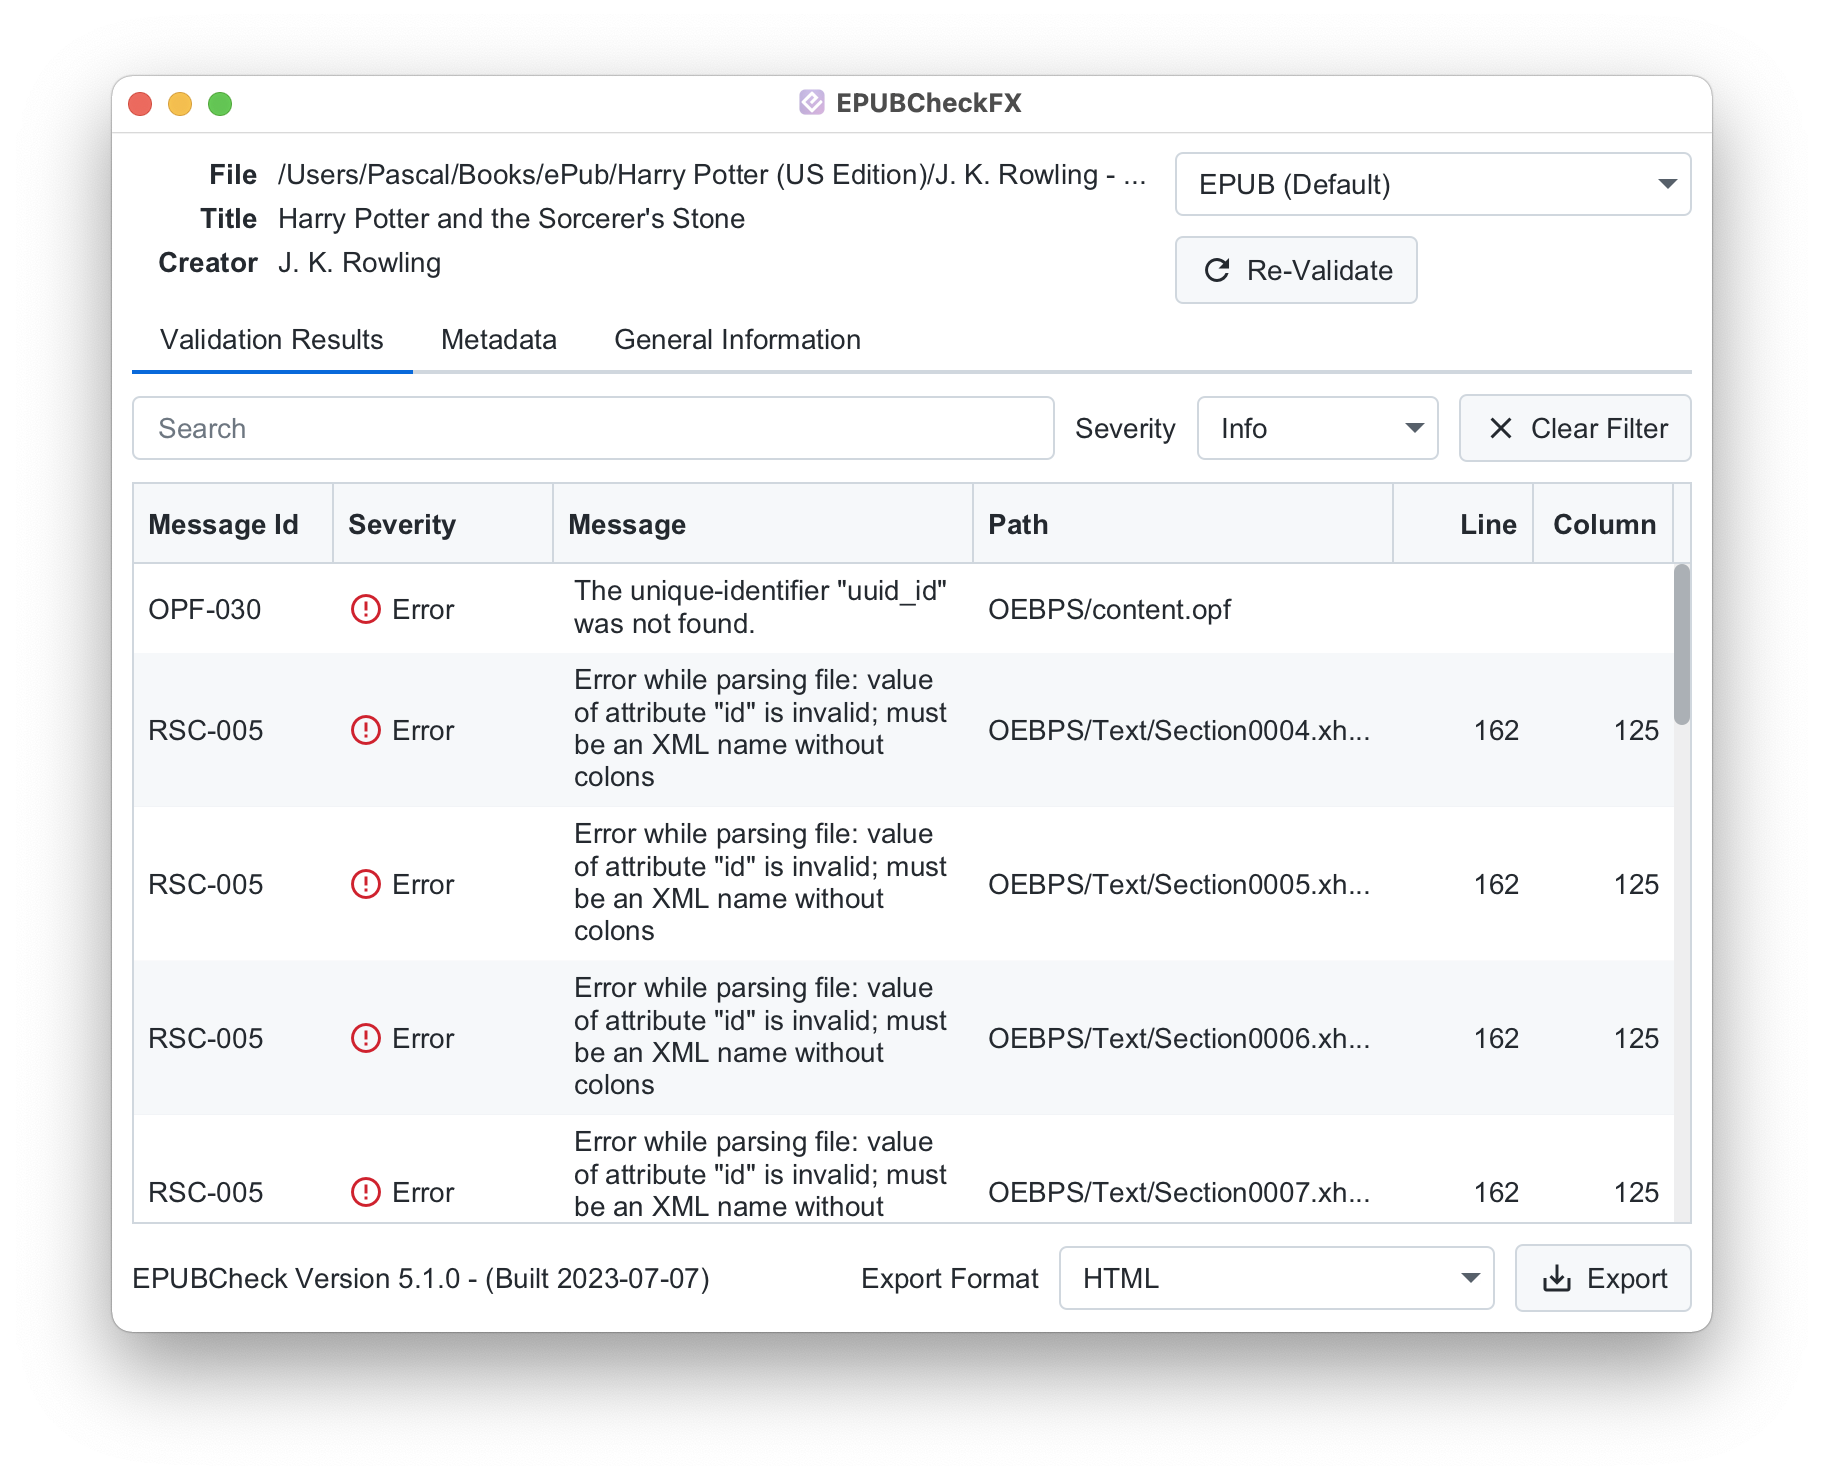 EPUBCheckFX
File /Users/Pascal/Books/ePub/Harry Potter (US Edition)/J. K. Rowling - ...
EPUB (Default)
Title Harry Potter and the Sorcerer's Stone
Creator J. K. Rowling
Re-Validate
Validation Results Metadata General Information
Search Severity Info Clear Filter
Message Id Severity Message Path Line Column
OPF-030 Error The unique-identifier "uuid_id"
was not found. OEBPS/content.opf
RSC-005 Error Error while parsing file: value
of attribute "id" is invalid; must
be an XML name without
colons OEBPS/Text/Section0004.xh... 162 125
RSC-005 Error Error while parsing file: value
of attribute "id" is invalid; must
be an XML name without
colons OEBPS/Text/Section0005.xh... 162 125
RSC-005 Error Error while parsing file: value
of attribute "id" is invalid; must
be an XML name without
colons OEBPS/Text/Section0006.xh... 162 125
RSC-005 Error Error while parsing file: value
of attribute "id" is invalid; must
be an XML name without OEBPS/Text/Section0007.xh... 162 125
EPUBCheck Version 5.1.0 - (Built 2023-07-07) Export Format HTML Export